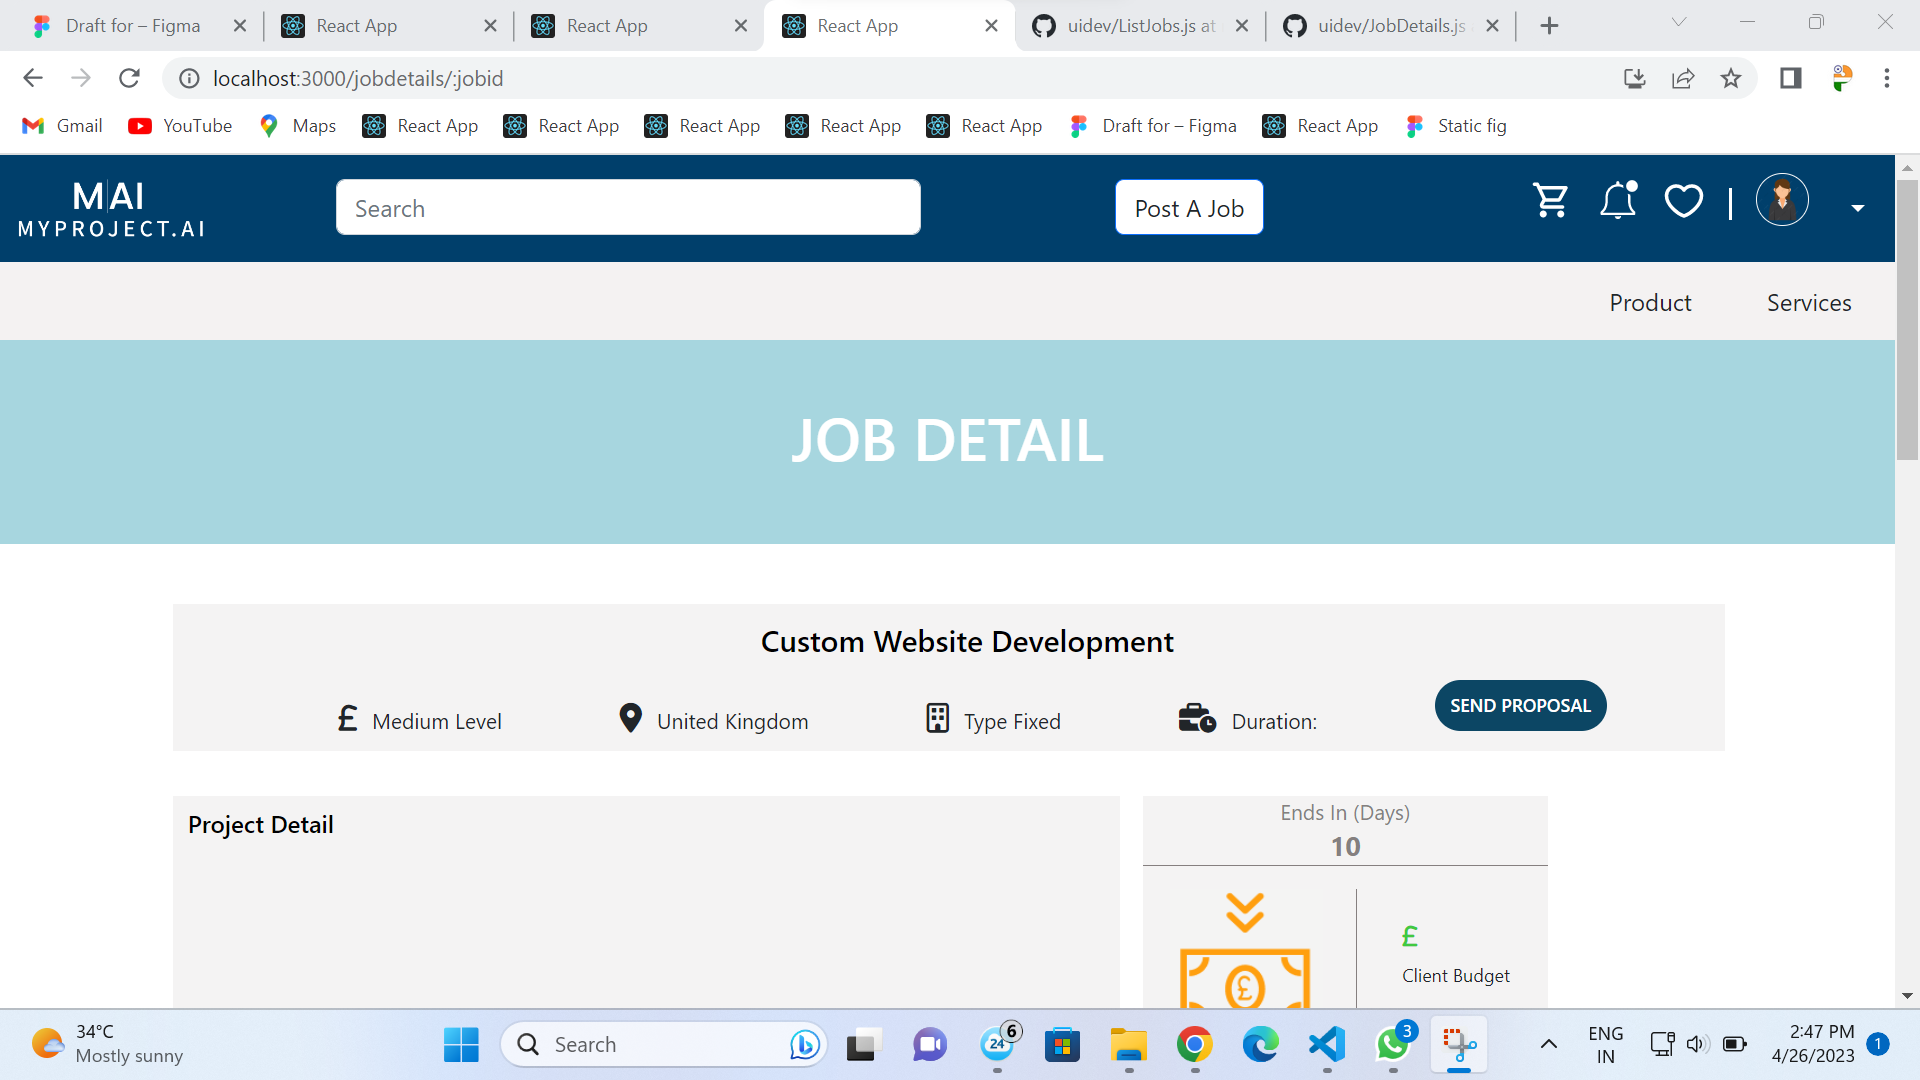 Draft for – Figma
React App
React App
React App
uidev/ListJobs.js at
uidev/JobDetails.js
localhost:3000/jobdetails/:jobid
Gmail
YouTube
Maps
React App
React App
React App
React App
React App
Draft for – Figma
React App
Static fig
M|AI
MYPROJECT.AI
Search
Post A Job
Product
Services
JOB DETAIL
Custom Website Development
£ Medium Level
United Kingdom
Type Fixed
Duration:
SEND PROPOSAL
Project Detail
Ends In (Days)
10
£
£
Client Budget
34°C
Mostly sunny
Search
24
6
3
ENG
IN
2:47 PM
4/26/2023
1